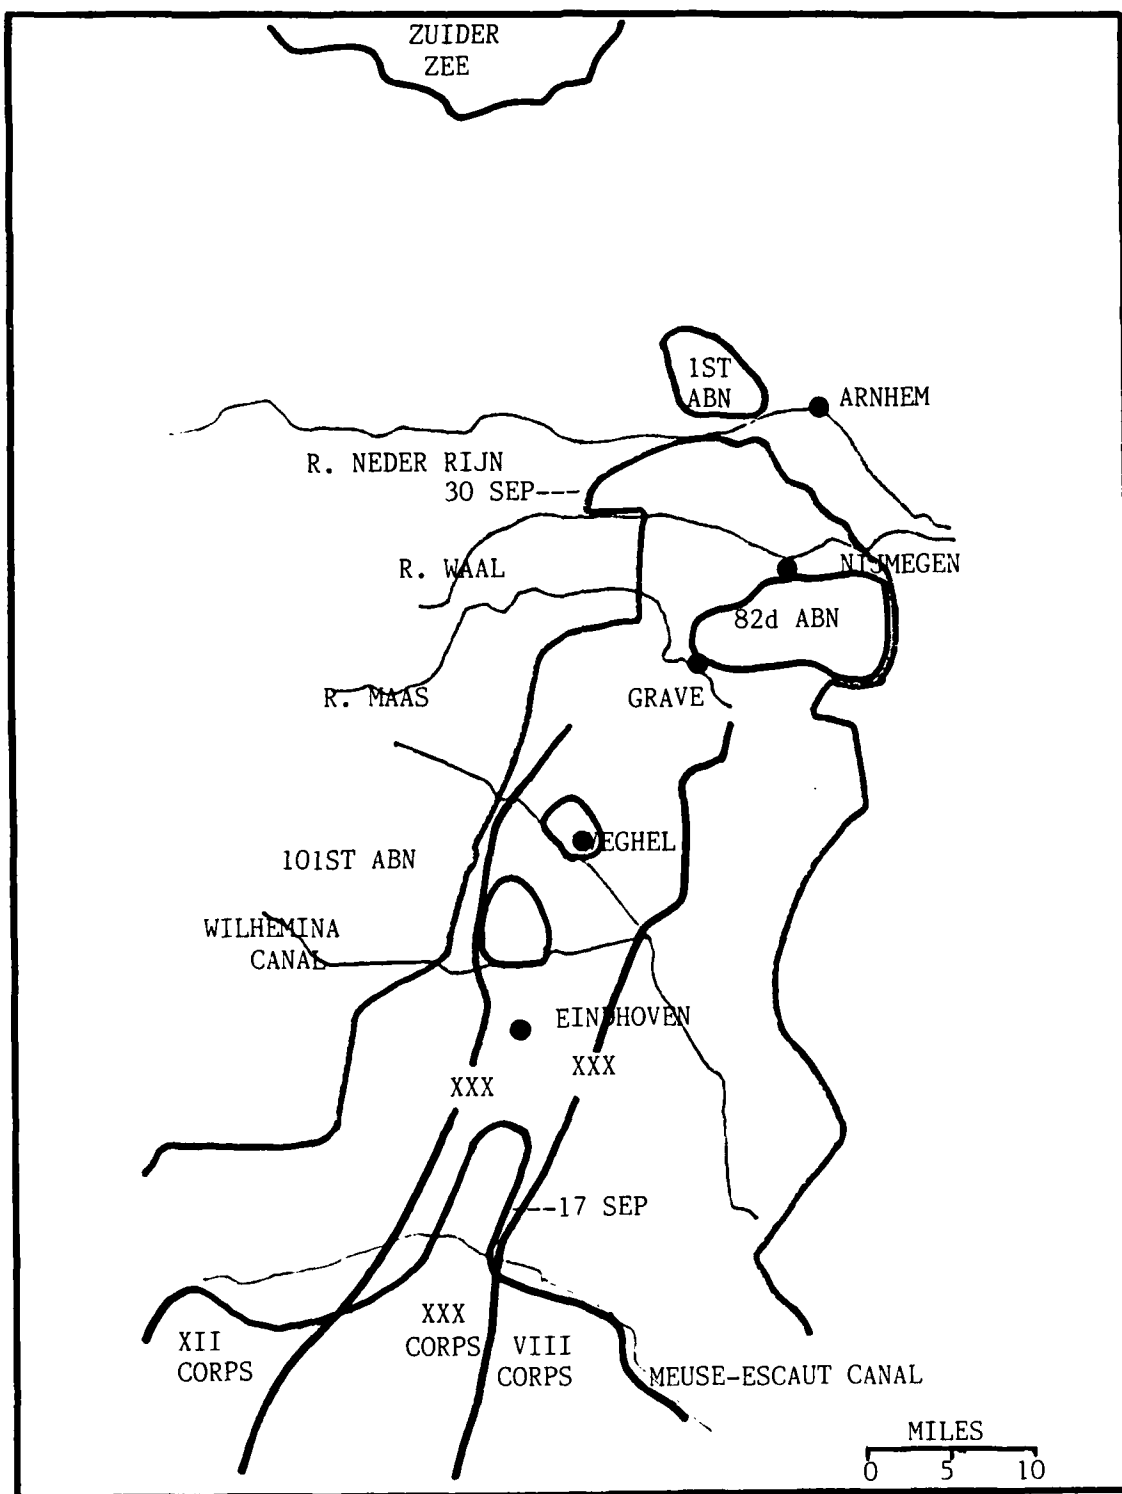 ZUIDER
ZEE
1ST
ABN
ARNHEM
R. NEDER RIJN
30 SEP---
R. WAAL
NIJMEGEN
82d ABN
R. MAAS
GRAVE
VEGHEL
101ST ABN
WILHEMINA
CANAL
EINDHOVEN
XXX
XXX
---17 SEP
XXX
CORPS
XII
CORPS
VIII
CORPS
MEUSE-ESCAUT CANAL
MILES
0 5 10